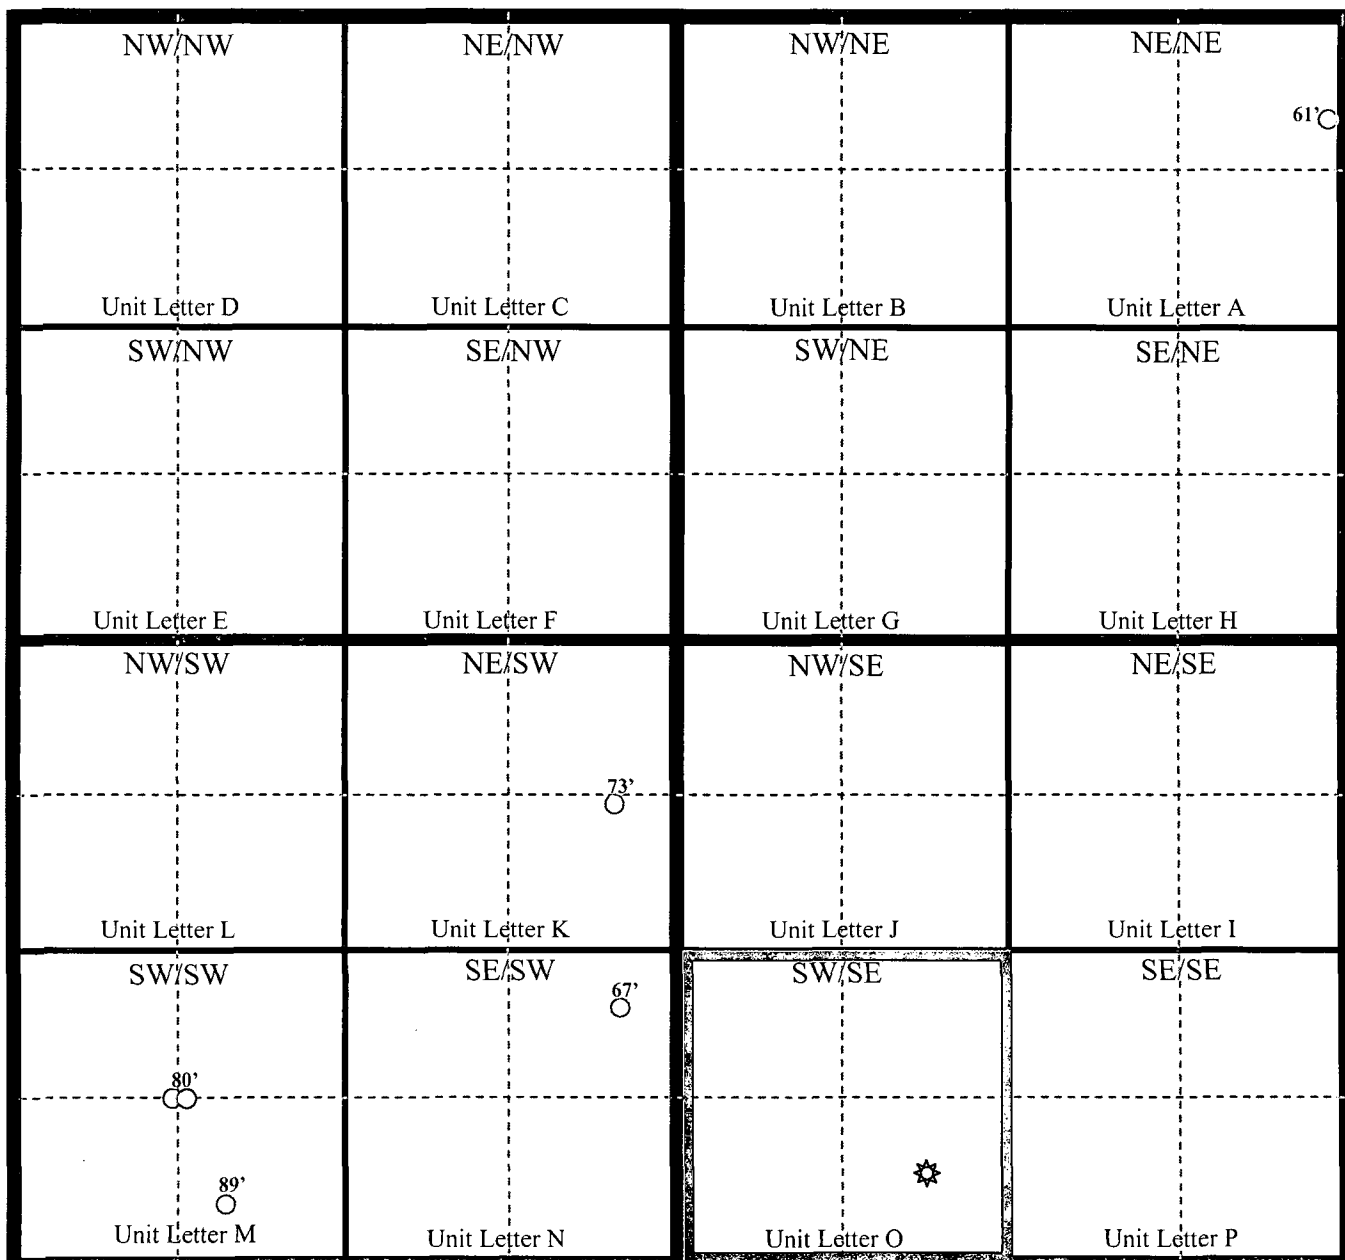 NW/NW NE/NW NW/NE NE/NE
61’
Unit Letter D Unit Letter C Unit Letter B Unit Letter A
SW/NW SE/NW SW/NE SE/NE
Unit Letter E Unit Letter F Unit Letter G Unit Letter H
NW/SW NE/SW NW/SE NE/SE
73’
Unit Letter L Unit Letter K Unit Letter J Unit Letter I
SW/SW SE/SW SW/SE SE/SE
67’
80’
89’
Unit Letter M Unit Letter N Unit Letter O Unit Letter P